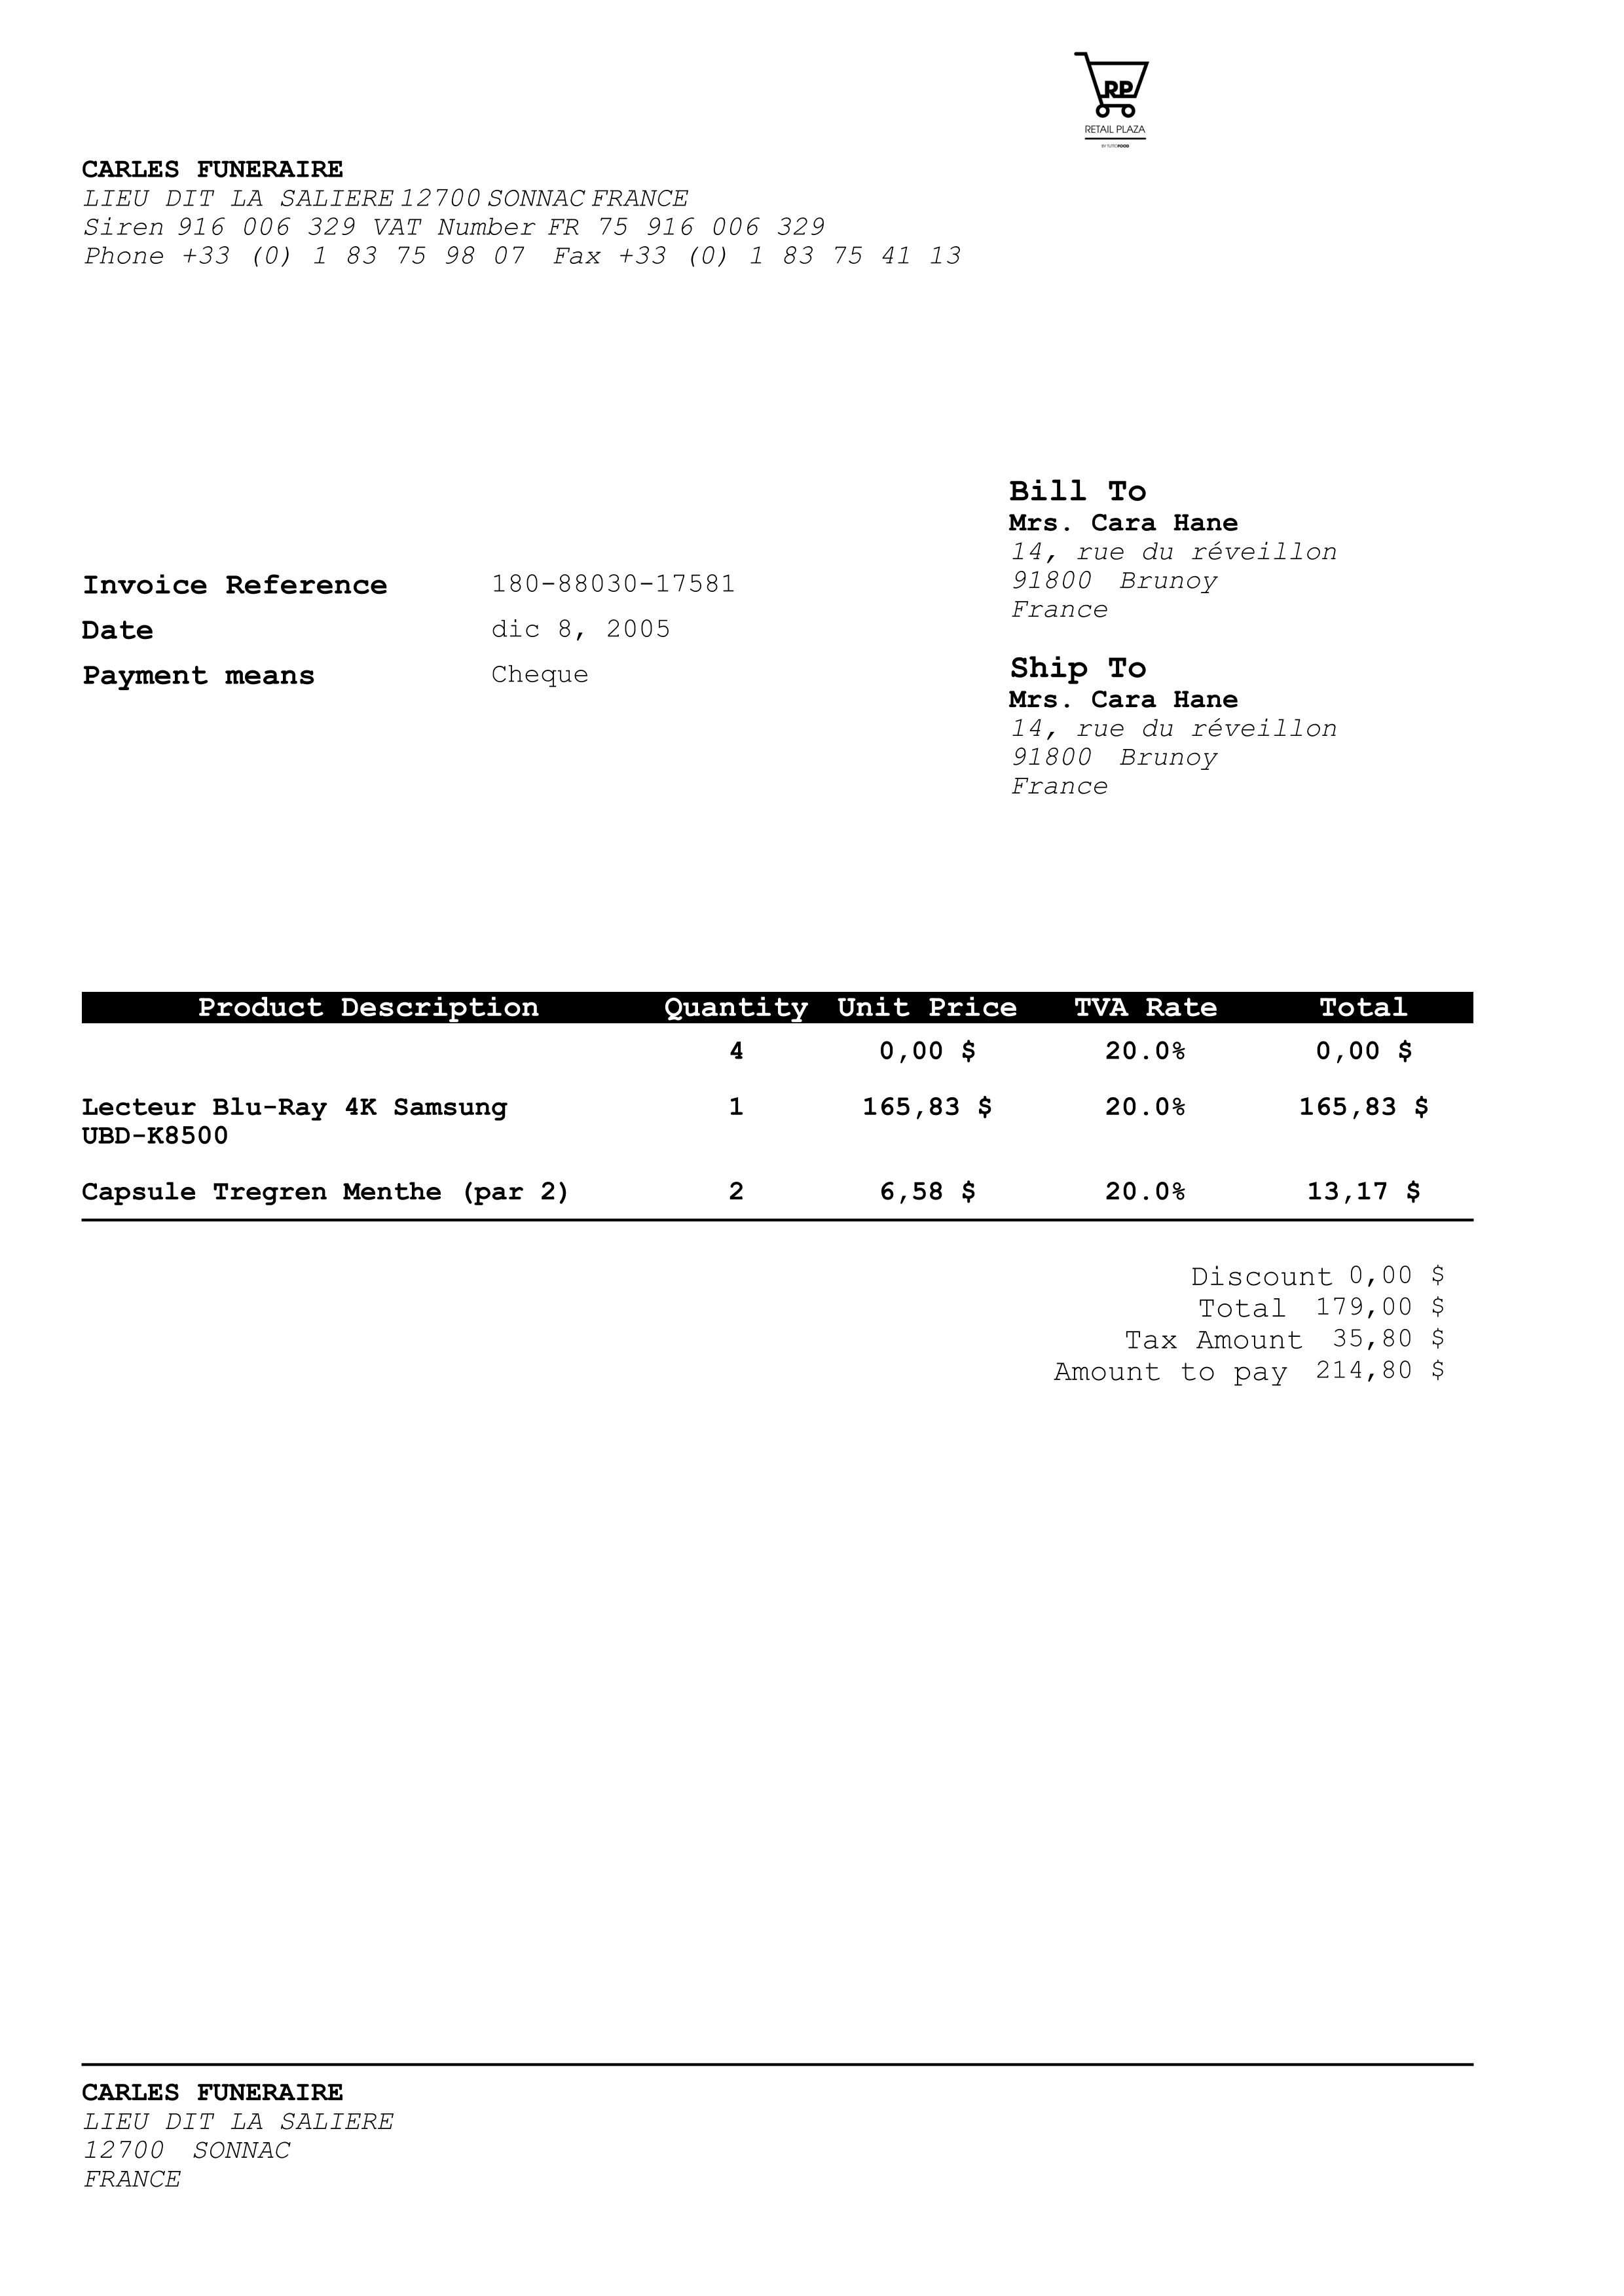 RP
RETAIL PLAZA
BY TUTTOFOOD
CARLES FUNERAIRE
LIEU DIT LA SALIERE 12700 SONNAC FRANCE
Siren 916 006 329 VAT Number FR 75 916 006 329
Phone +33 (0) 1 83 75 98 07 Fax +33 (0) 1 83 75 41 13
Bill To
Mrs. Cara Hane
14, rue du réveillon
91800 Brunoy
France
Invoice Reference 180-88030-17581
Date dic 8, 2005
Payment means Cheque
Ship To
Mrs. Cara Hane
14, rue du réveillon
91800 Brunoy
France
Product Description Quantity Unit Price TVA Rate Total
4 0,00 $ 20.0% 0,00 $
Lecteur Blu-Ray 4K Samsung 1 165,83 $ 20.0% 165,83 $
UBD-K8500
Capsule Tregren Menthe (par 2) 2 6,58 $ 20.0% 13,17 $
Discount 0,00 $
Total 179,00 $
Tax Amount 35,80 $
Amount to pay 214,80 $
CARLES FUNERAIRE
LIEU DIT LA SALIERE
12700 SONNAC
FRANCE